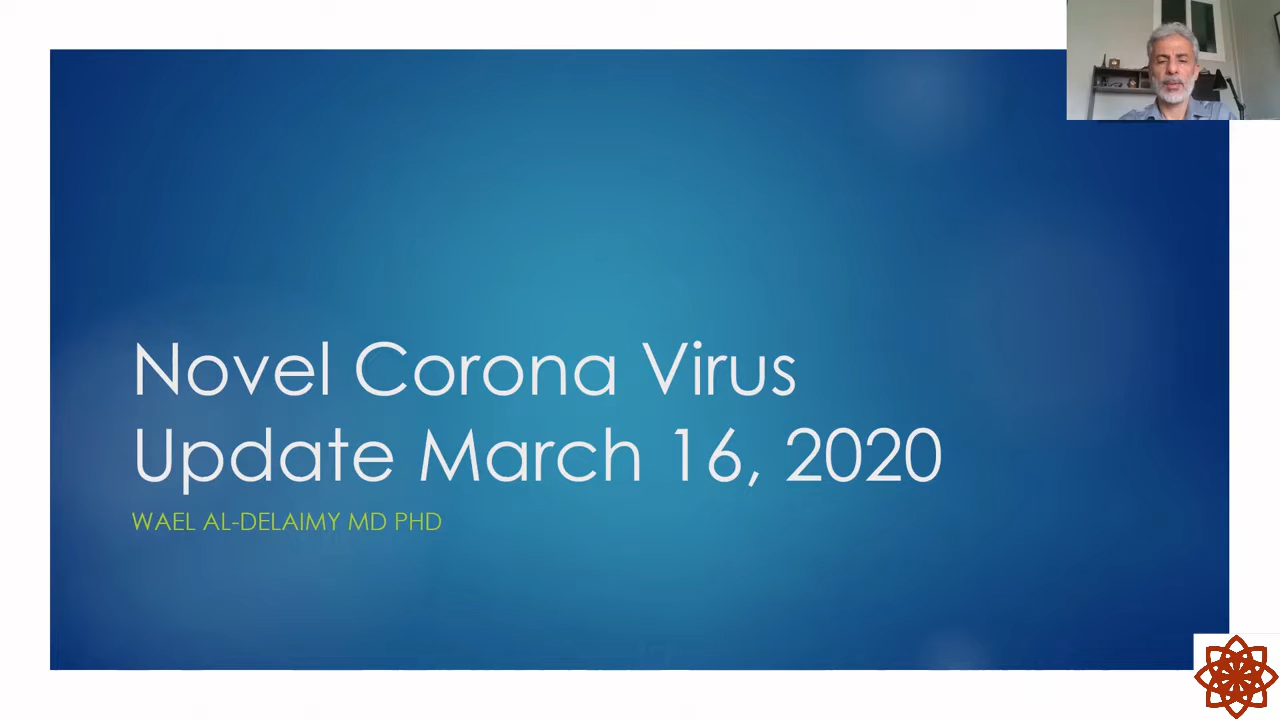 Novel Corona Virus
Update March 16, 2020
WAEL AL-DELAIMY MD PHD